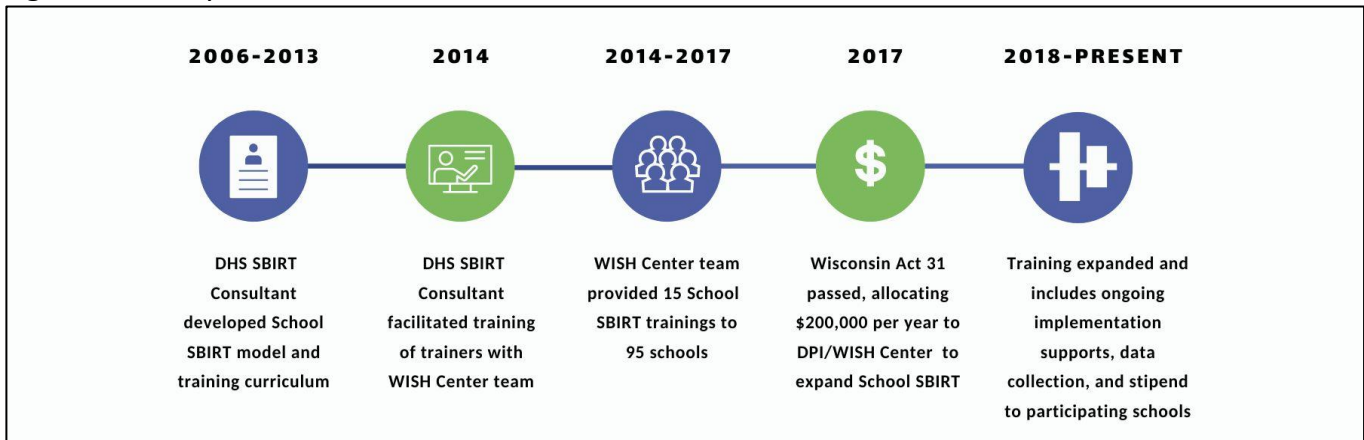 2006-2013
DHS SBIRT
Consultant
developed School
SBIRT model and
training curriculum
2014
DHS SBIRT
Consultant
facilitated training
of trainers with
WISH Center team
2014-2017
WISH Center team
provided 15 School
SBIRT trainings to
95 schools
2017
$
Wisconsin Act 31
passed, allocating
$200,000 per year to
DPI/WISH Center to
expand School SBIRT
2018-PRESENT
Training expanded and
includes ongoing
implementation
supports, data
collection, and stipend
to participating schools